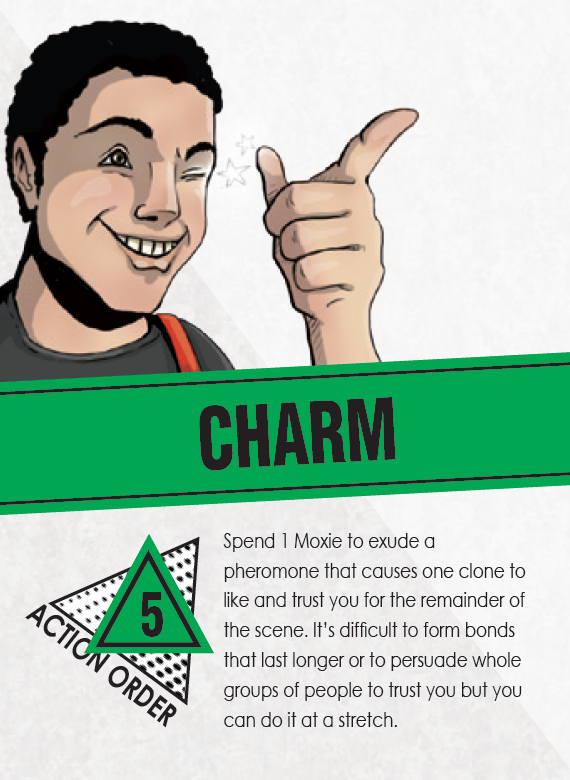 CHARM
5
ACTION ORDER
Spend 1 Moxie to exude a
pheromone that causes one clone to
like and trust you for the remainder of
the scene. It’s difficult to form bonds
that last longer or to persuade whole
groups of people to trust you but you
can do it at a stretch.